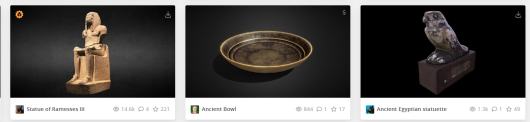 Statue of Ramesses III 14.6k 4 221
Ancient Bowl 844 1 17
Ancient Egyptian statuette 1.3k 1 49